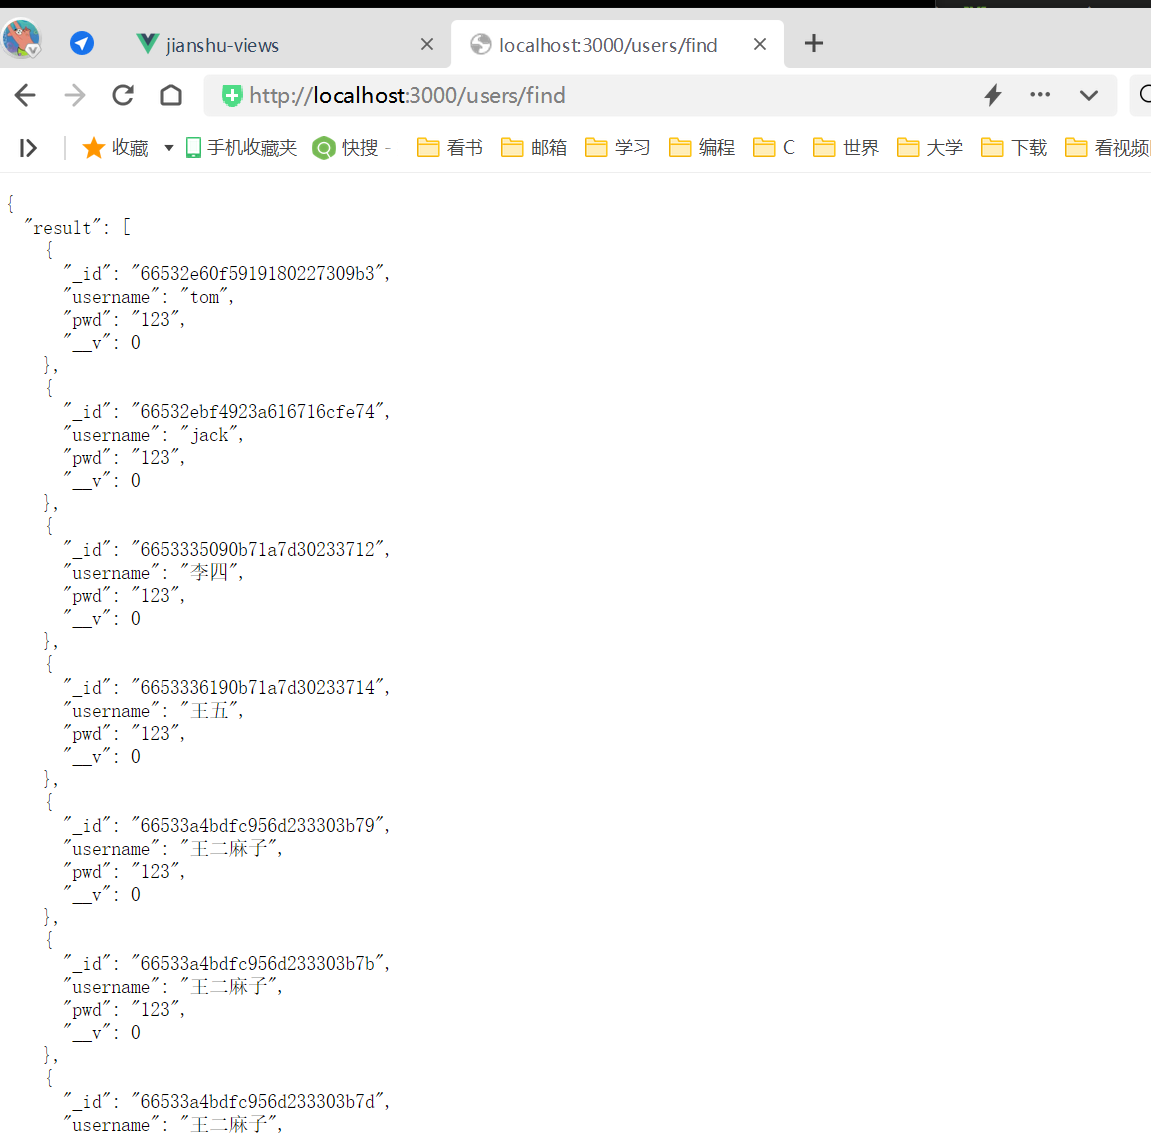 jianshu-views
localhost:3000/users/find
http://localhost:3000/users/find
收藏 手机收藏夹 快搜 - 看书 邮箱 学习 编程 C 世界 大学 下载 看视频
{
"result": [
{
"_id": "66532e60f5919180227309b3",
"username": "tom",
"pwd": "123",
"__v": 0
},
{
"_id": "66532ebf4923a616716cfe74",
"username": "jack",
"pwd": "123",
"__v": 0
},
{
"_id": "6653335090b71a7d30233712",
"username": "李四",
"pwd": "123",
"__v": 0
},
{
"_id": "6653336190b71a7d30233714",
"username": "王五",
"pwd": "123",
"__v": 0
},
{
"_id": "66533a4bdfc956d233303b79",
"username": "王二麻子",
"pwd": "123",
"__v": 0
},
{
"_id": "66533a4bdfc956d233303b7b",
"username": "王二麻子",
"pwd": "123",
"__v": 0
},
{
"_id": "66533a4bdfc956d233303b7d",
"username": "王二麻子",